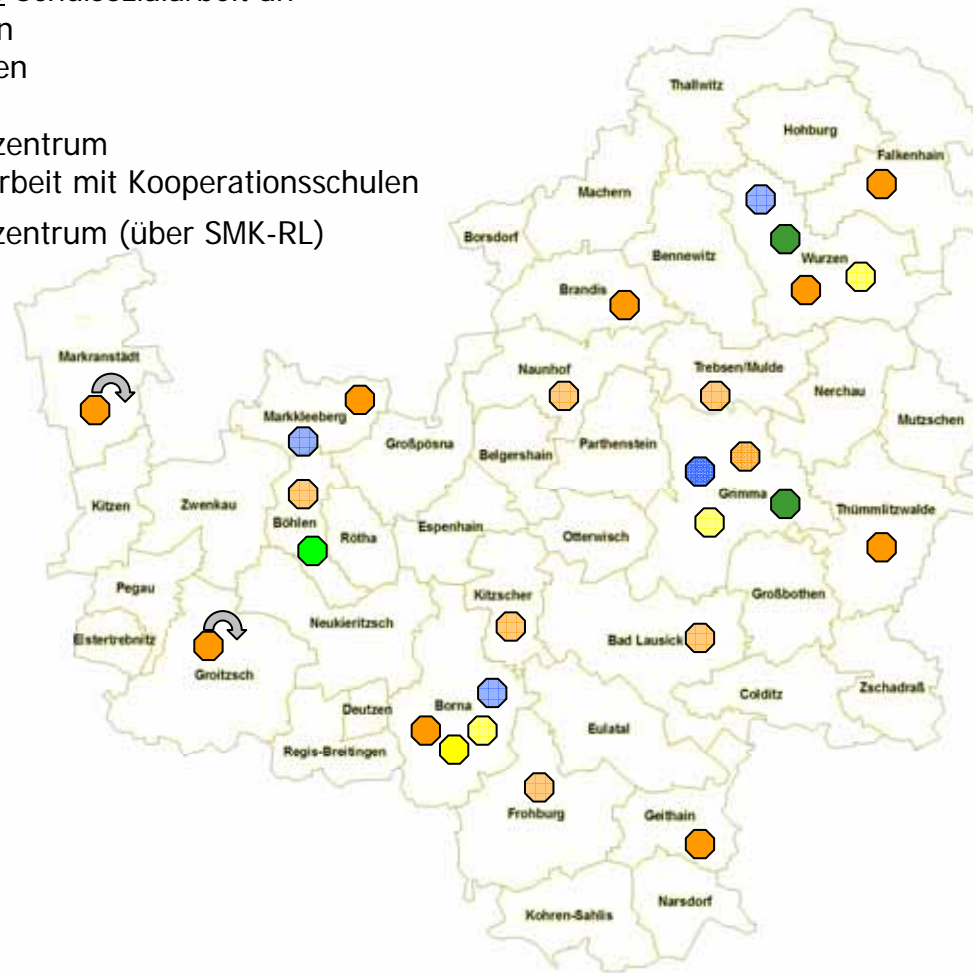 Schulsozialarbeit an
n
en
zentrum
rbeit mit Kooperationsschulen
zentrum (über SMK-RL)
Thallwitz
Hohburg
Falkenhain
Machern
Borsdorf
Bennewitz
Wurzen
Brandis
Markranstädt
Naunhof
Trebsen/Mulde
Nerchau
Markkleeberg
Mutzschen
Großpösna
Belgershain
Parthenstein
Kitzen
Zwenkau
Grimma
Thümmlitzwalde
Böhlen
Rötha
Espenhain
Otterwisch
Pegau
Kitzscher
Großbothen
Elstertrebnitz
Neukieritzsch
Bad Lausick
Groitzsch
Zschadraß
Colditz
Deutzen
Borna
Eulatal
Regis-Breitingen
Frohburg
Geithain
Narsdorf
Kohren-Sahlis